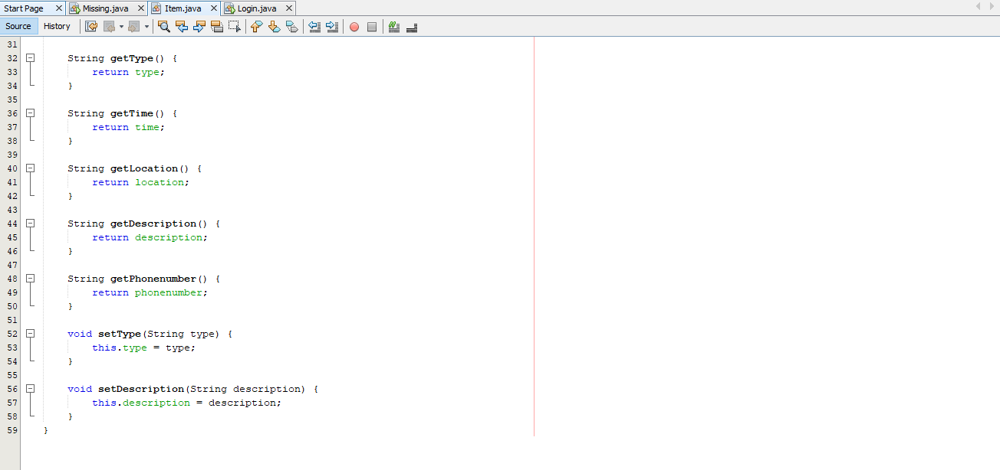 Start Page Missing.java Item.java Login.java
Source History
31
32 String getType() {
33 return type;
34 }
35
36 String getTime() {
37 return time;
38 }
39
40 String getLocation() {
41 return location;
42 }
43
44 String getDescription() {
45 return description;
46 }
47
48 String getPhonenumber() {
49 return phonenumber;
50 }
51
52 void setType(String type) {
53 this.type = type;
54 }
55
56 void setDescription(String description) {
57 this.description = description;
58 }
59 }